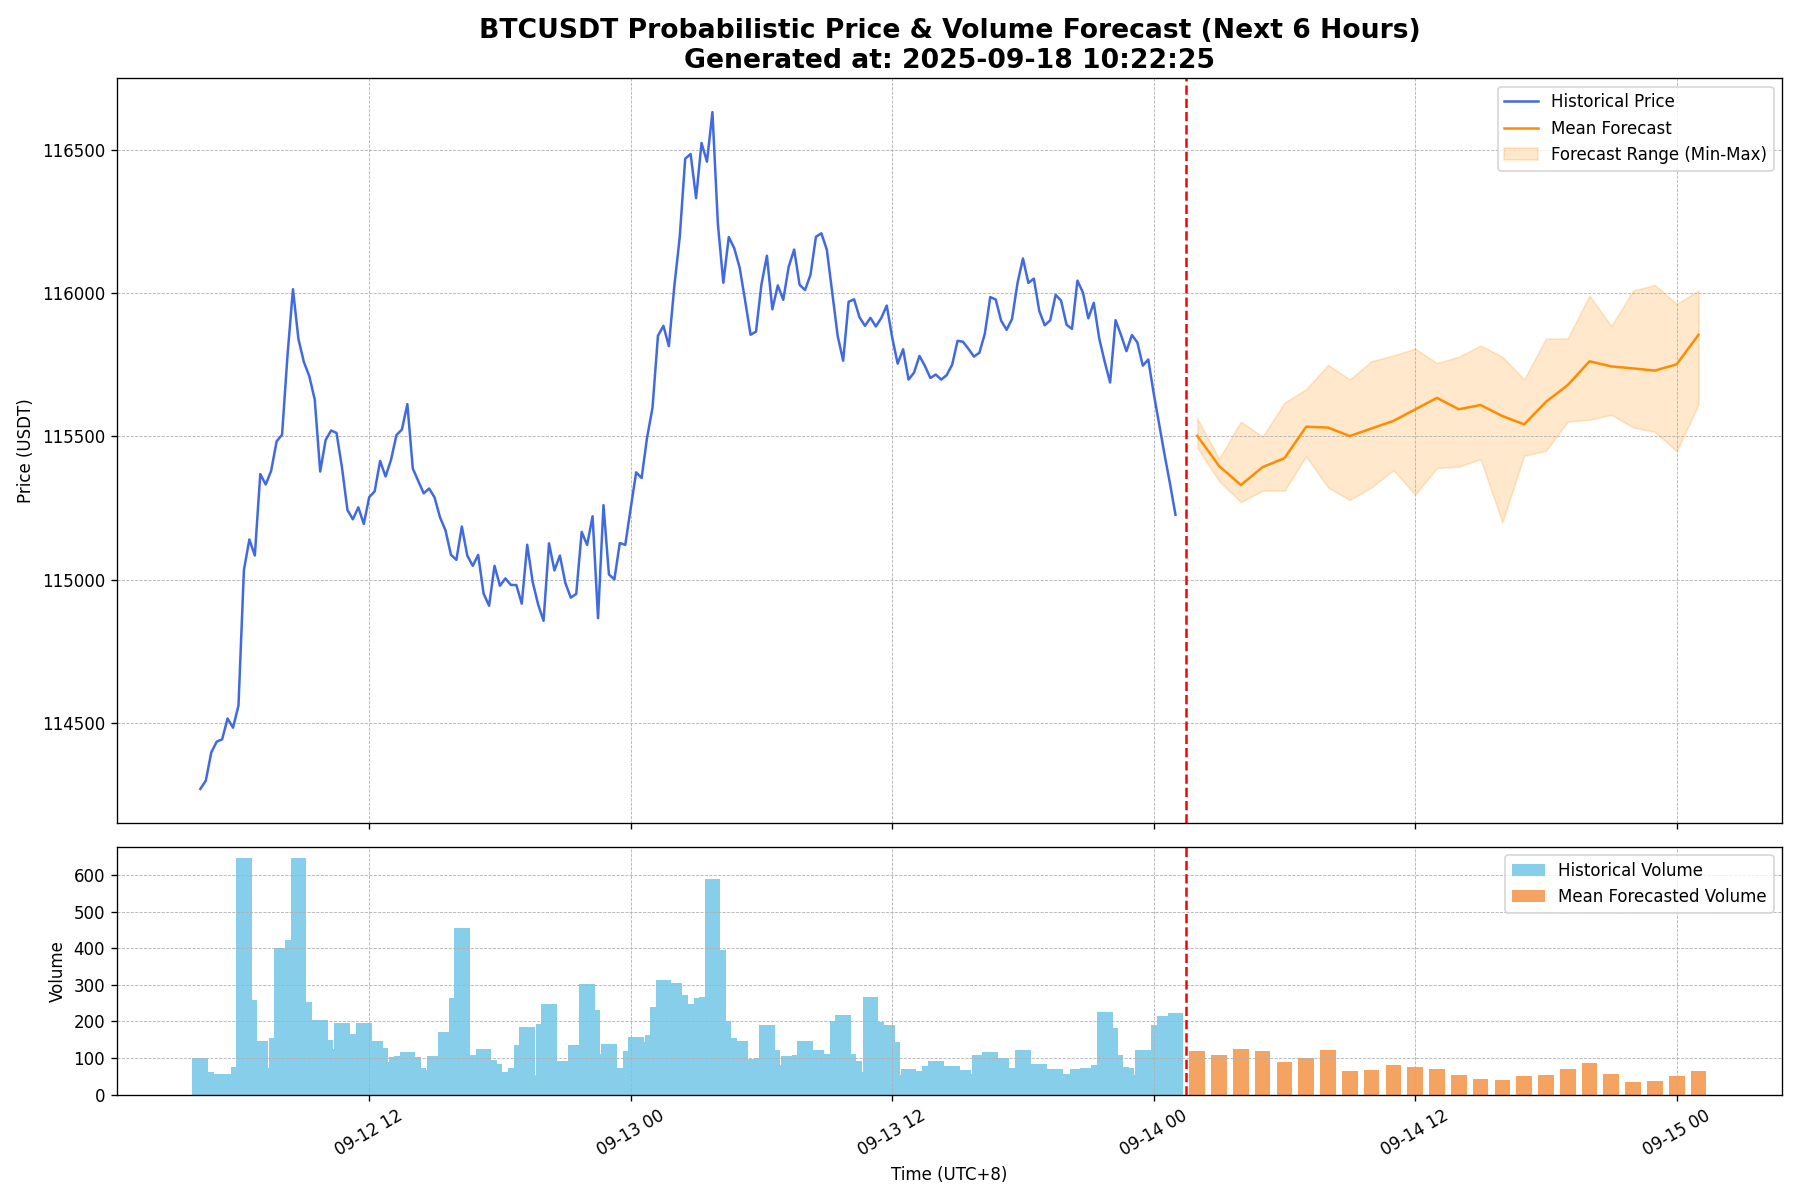 BTCUSDT Probabilistic Price & Volume Forecast (Next 6 Hours)
Generated at: 2025-09-18 10:22:25
Historical Price
Mean Forecast
Forecast Range (Min-Max)
Price (USDT)
116500
116000
115500
115000
114500
Historical Volume
Mean Forecasted Volume
Volume
600
500
400
300
200
100
0
09-12 12
09-13 00
09-13 12
09-14 00
09-14 12
09-15 00
Time (UTC+8)